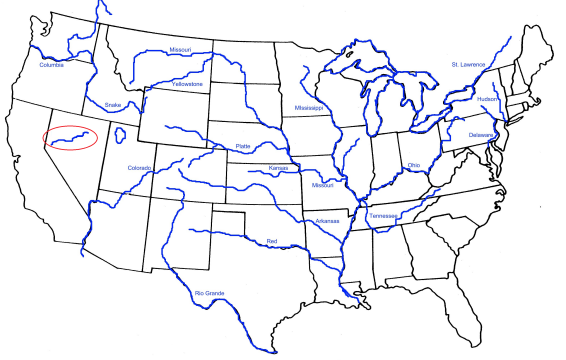 Missouri
St. Lawrence
Columbia
Yellowstone
Hudson
Snake
Mississippi
Delaware
Platte
Colorado
Kansas
Ohio
Missouri
Tennessee
Arkansas
Red
Rio Grande